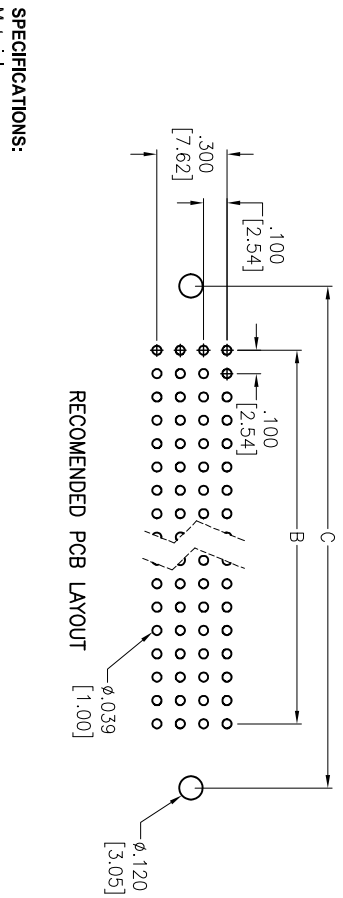 C
B
.100
[2.54]
.300
[7.62]
.100
[2.54]
ø.039
[1.00]
ø.120
[3.05]
RECOMENDED PCB LAYOUT
SPECIFICATIONS: